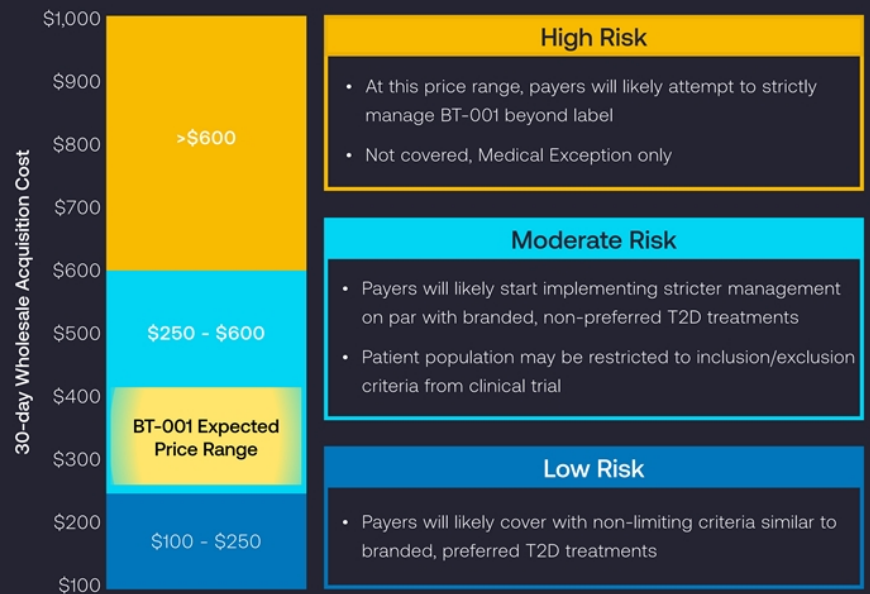 30-day Wholesale Acquisition Cost
$1,000
$900
$800
$700
$600
$500
$400
$300
$200
$100
>$600
$250 - $600
BT-001 Expected
Price Range
$100 - $250
High Risk
• At this price range, payers will likely attempt to strictly
manage BT-001 beyond label
• Not covered, Medical Exception only
Moderate Risk
• Payers will likely start implementing stricter management
on par with branded, non-preferred T2D treatments
• Patient population may be restricted to inclusion/exclusion
criteria from clinical trial
Low Risk
• Payers will likely cover with non-limiting criteria similar to
branded, preferred T2D treatments